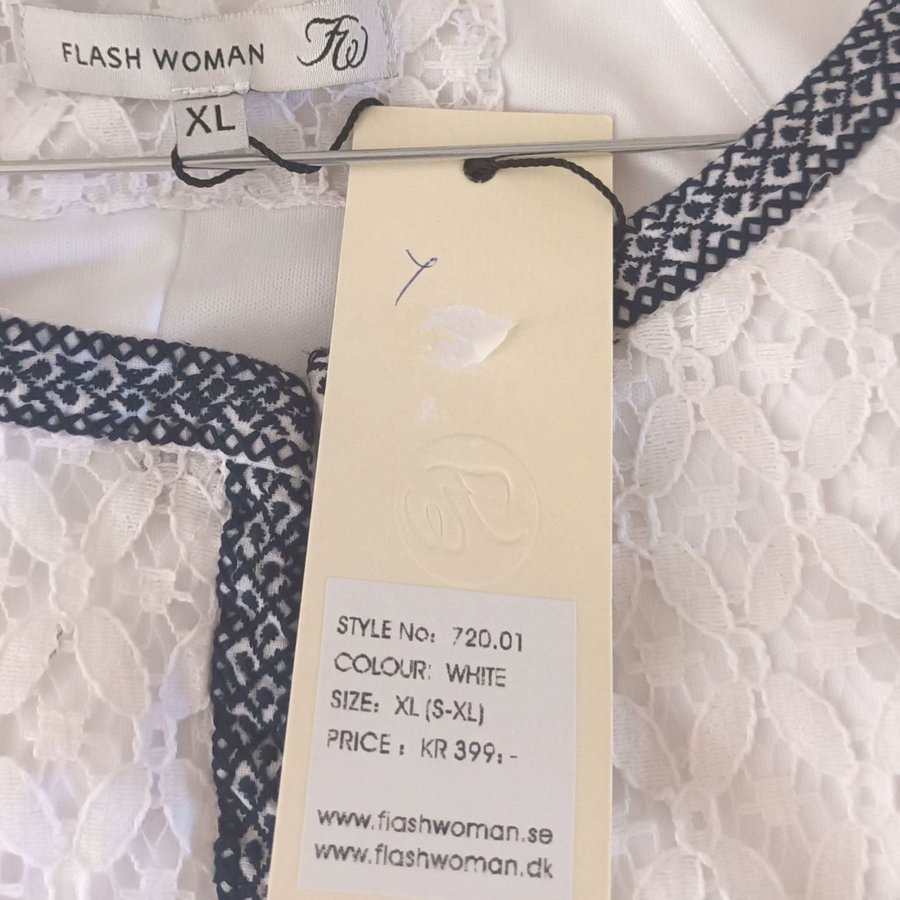 FLASH WOMAN FW
XL
STYLE No: 720.01
COLOUR: WHITE
SIZE: XL (S-XL)
PRICE : KR 399:-
www.flashwoman.se
www.flashwoman.dk